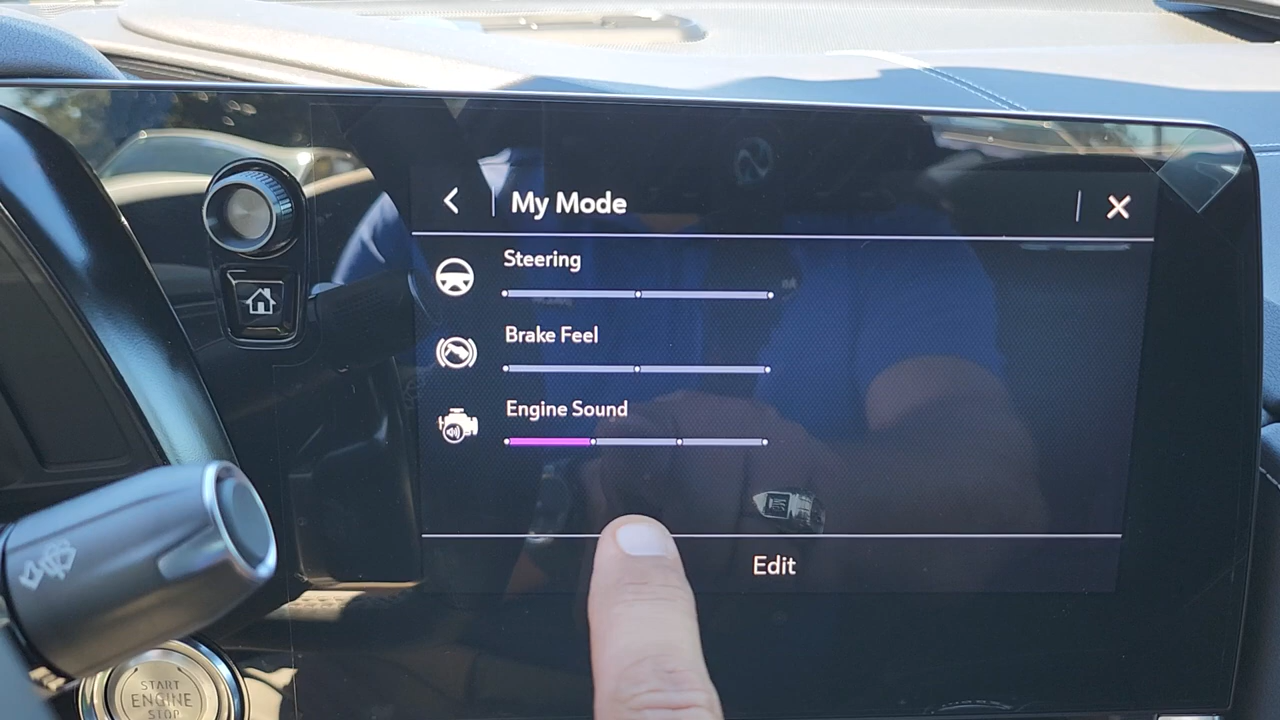 My Mode
Steering
Brake Feel
Engine Sound
Edit
START
ENGINE
STOP